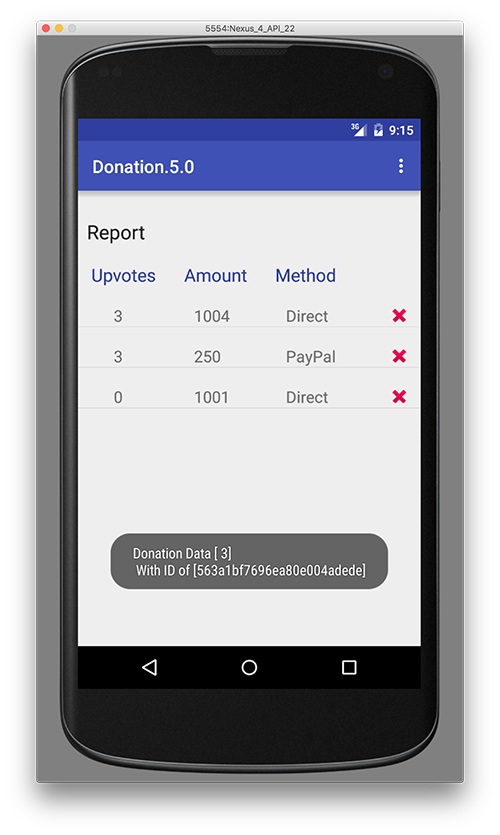 5554:Nexus_4_API_22
3G 9:15
Donation.5.0
Report
Upvotes Amount Method
3 1004 Direct
3 250 PayPal
0 1001 Direct
Donation Data [ 3]
With ID of [563a1bf7696ea80e004adede]